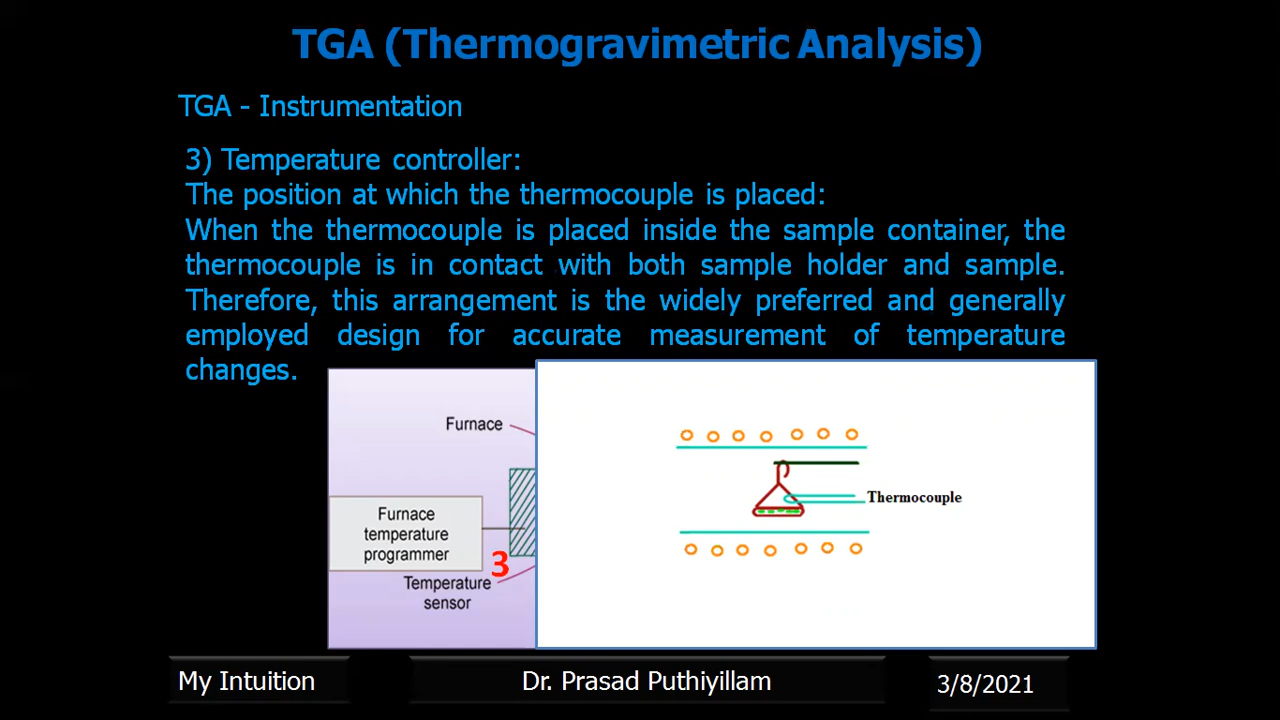 TGA (Thermogravimetric Analysis)
TGA - Instrumentation
3) Temperature controller:
The position at which the thermocouple is placed:
When the thermocouple is placed inside the sample container, the
thermocouple is in contact with both sample holder and sample.
Therefore, this arrangement is the widely preferred and generally
employed design for accurate measurement of temperature
changes.
Furnace
Furnace
temperature
programmer
3
Temperature
sensor
Thermocouple
My Intuition
Dr. Prasad Puthiyillam
3/8/2021